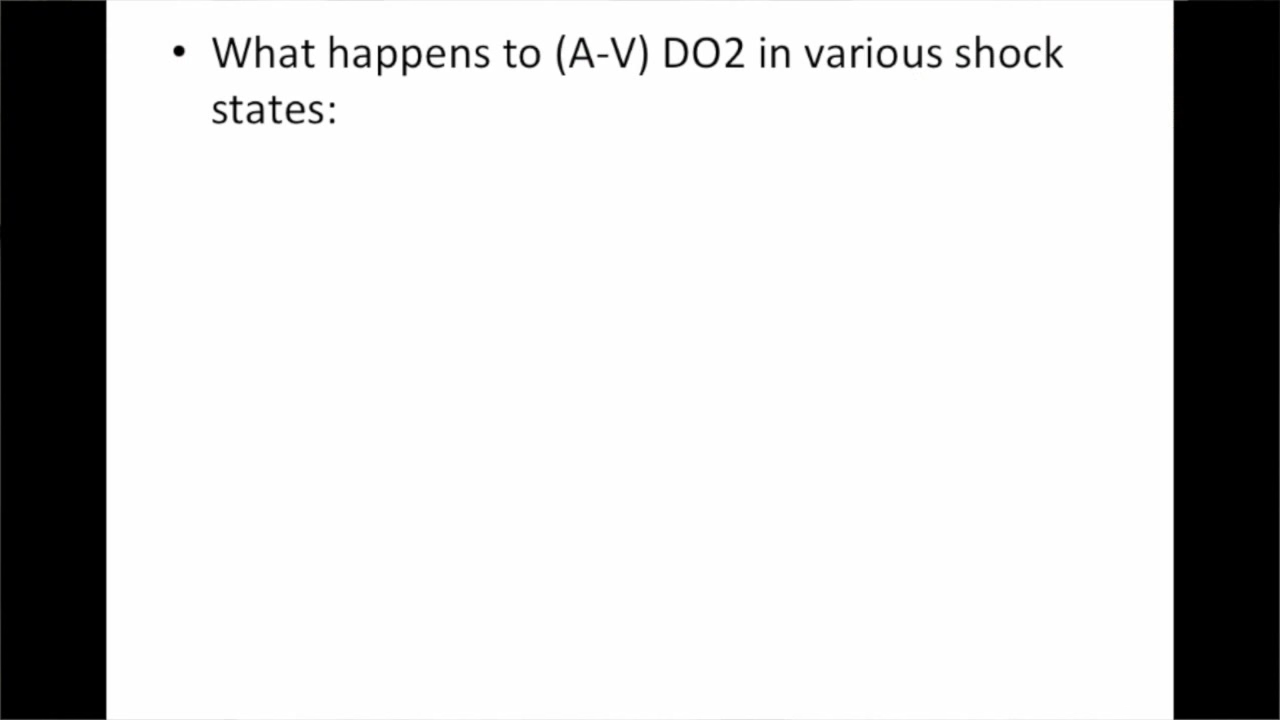 • What happens to (A-V) DO2 in various shock
states: